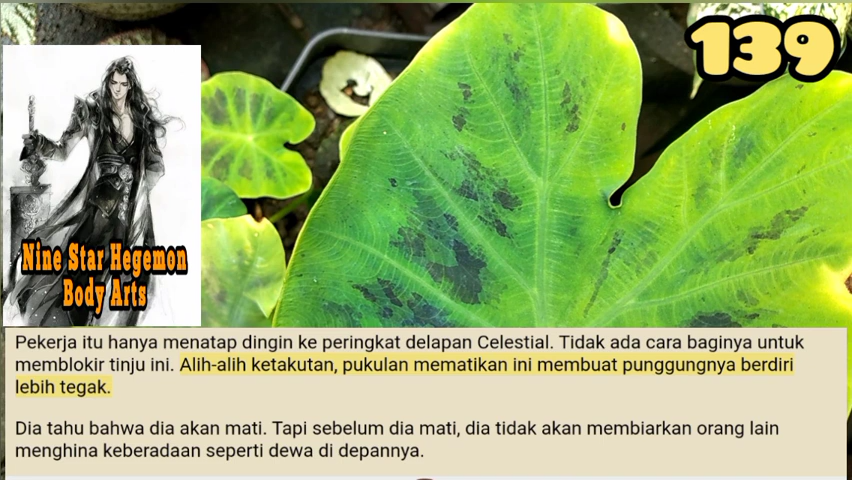 139
Nine Star Hegemon
Body Arts
Pekerja itu hanya menatap dingin ke peringkat delapan Celestial. Tidak ada cara baginya untuk
memblokir tinju ini. Alih-alih ketakutan, pukulan mematikan ini membuat punggungnya berdiri
lebih tegak.
Dia tahu bahwa dia akan mati. Tapi sebelum dia mati, dia tidak akan membiarkan orang lain
menghina keberadaan seperti dewa di depannya.